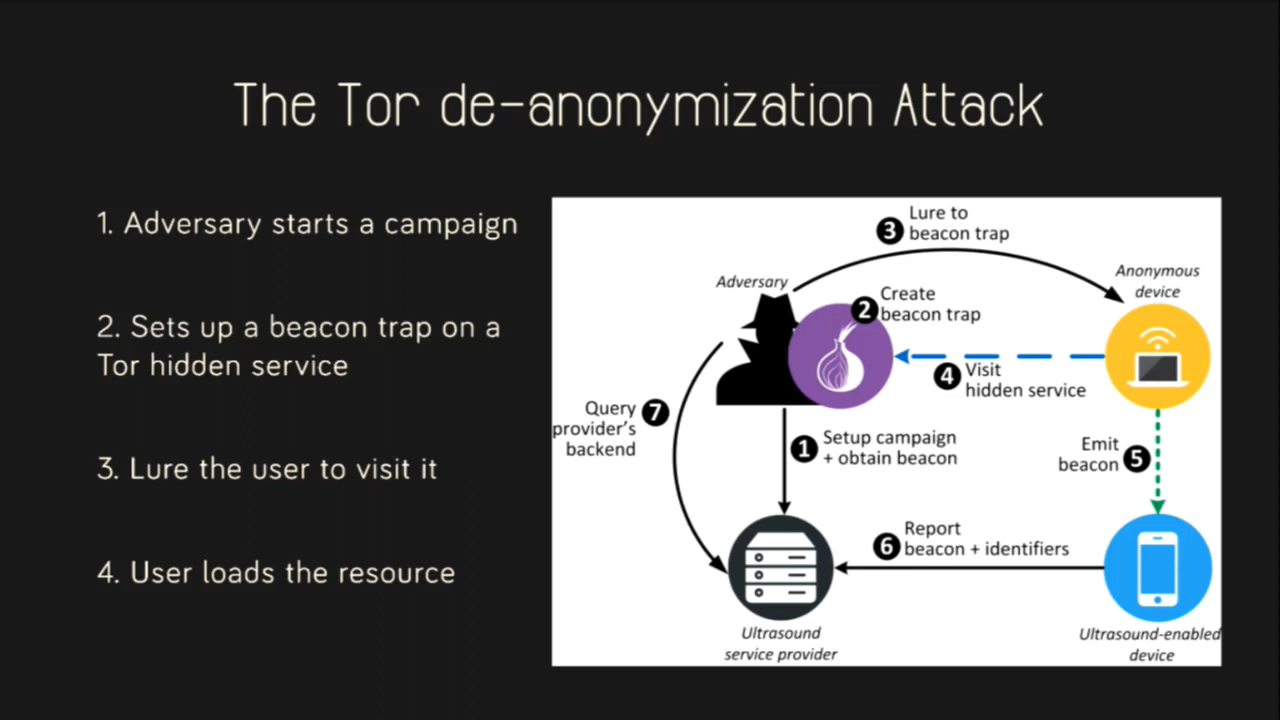 The Tor de-anonymization Attack
1. Adversary starts a campaign
2. Sets up a beacon trap on a
Tor hidden service
3. Lure the user to visit it
4. User loads the resource
3 Lure to
beacon trap
Adversary
Anonymous
device
2 Create
beacon trap
4 Visit
hidden service
7 Query
provider's
backend
1 Setup campaign
+ obtain beacon
5 Emit
beacon
6 Report
beacon + identifiers
Ultrasound
service provider
Ultrasound-enabled
device